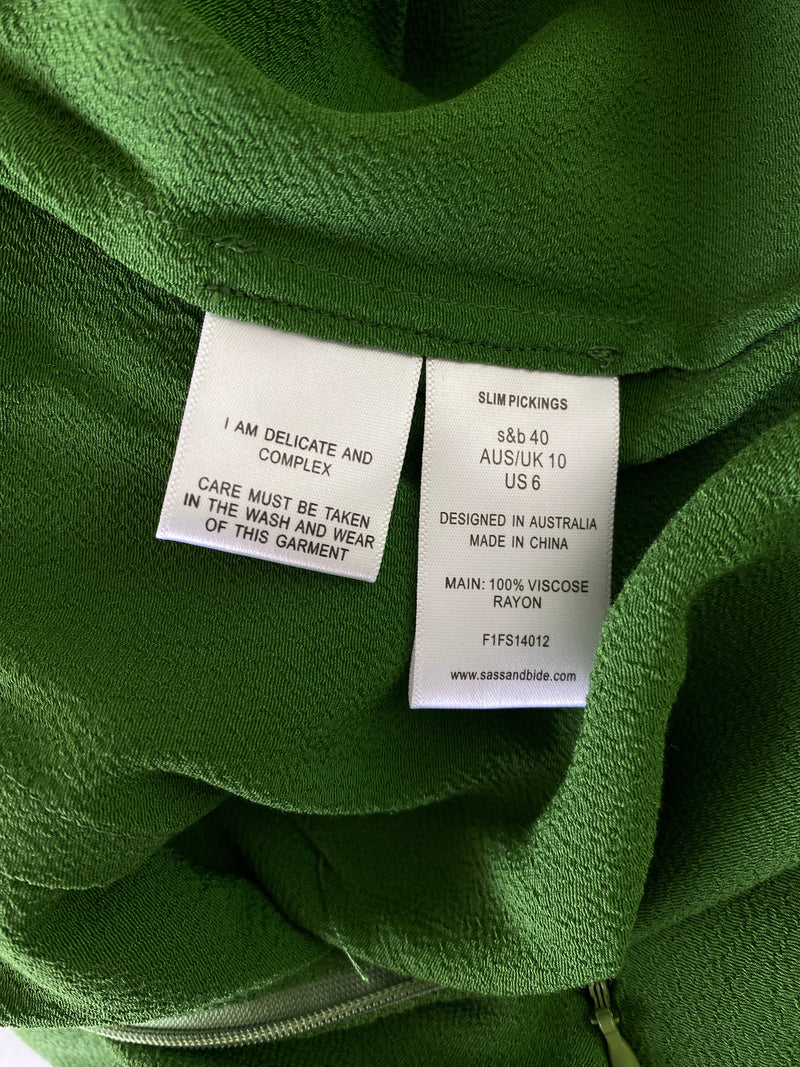 I AM DELICATE AND
COMPLEX
CARE MUST BE TAKEN
IN THE WASH AND WEAR
OF THIS GARMENT
SLIM PICKINGS
s&b 40
AUS/UK 10
US 6
DESIGNED IN AUSTRALIA
MADE IN CHINA
MAIN: 100% VISCOSE
RAYON
F1FS14012
www.sassandbide.com